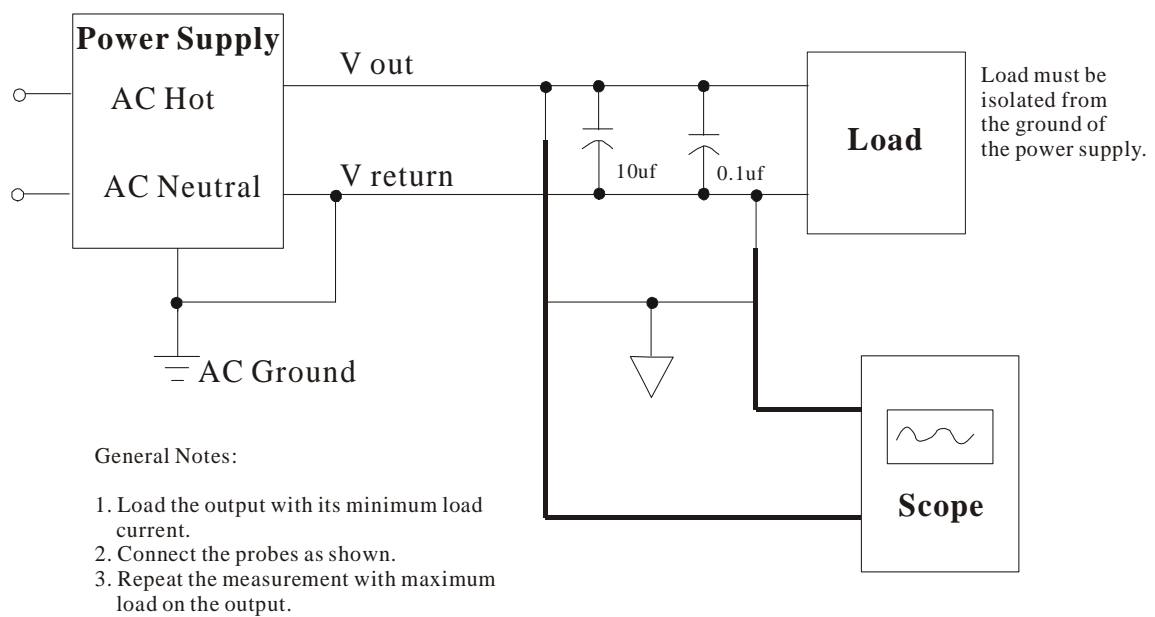 Power Supply
AC Hot
AC Neutral
V out
V return
10uf
0.1uf
Load
Load must be
isolated from
the ground of
the power supply.
AC Ground
Scope
General Notes:
1. Load the output with its minimum load
current.
2. Connect the probes as shown.
3. Repeat the measurement with maximum
load on the output.